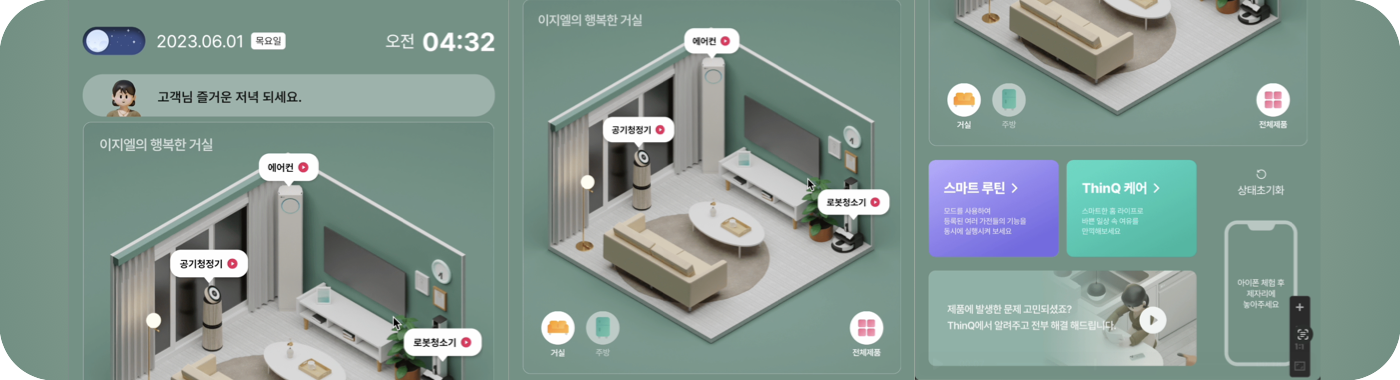 2023.06.01 목요일
오전 04:32
고객님 즐거운 저녁 되세요.
이지엘의 행복한 거실
에어컨
공기청정기
로봇청소기
이지엘의 행복한 거실
에어컨
공기청정기
로봇청소기
거실
주방
전체제품
거실
주방
전체제품
스마트 루틴
모드를 사용하여
등록된 여러 가전들의 기능을
동시에 실행시켜 보세요
ThinQ 케어
스마트한 홈 라이프로
바쁜 일상 속 여유를
만끽해보세요
상태초기화
제품에 발생한 문제 고민되셨죠?
ThinQ에서 알려주고 전부 해결 해드립니다.
아이폰 체험 후
제자리에
놓아주세요